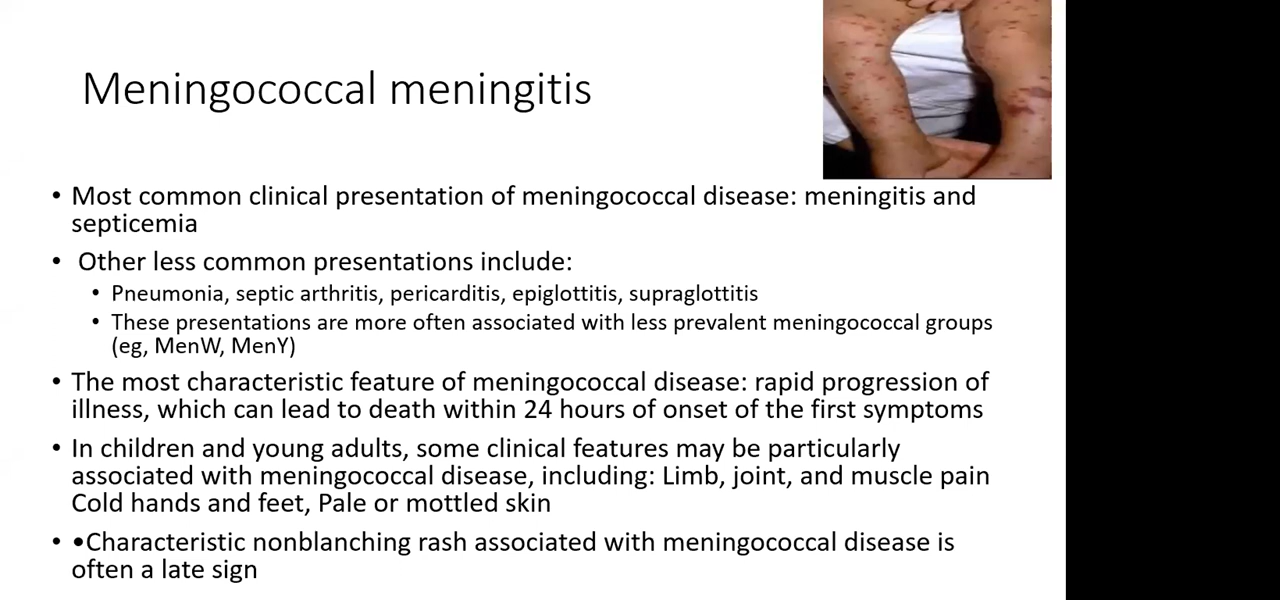 Meningococcal meningitis
• Most common clinical presentation of meningococcal disease: meningitis and
septicemia
• Other less common presentations include:
• Pneumonia, septic arthritis, pericarditis, epiglottitis, supraglottitis
• These presentations are more often associated with less prevalent meningococcal groups
(eg, MenW, MenY)
• The most characteristic feature of meningococcal disease: rapid progression of
illness, which can lead to death within 24 hours of onset of the first symptoms
• In children and young adults, some clinical features may be particularly
associated with meningococcal disease, including: Limb, joint, and muscle pain
Cold hands and feet, Pale or mottled skin
• •Characteristic nonblanching rash associated with meningococcal disease is
often a late sign